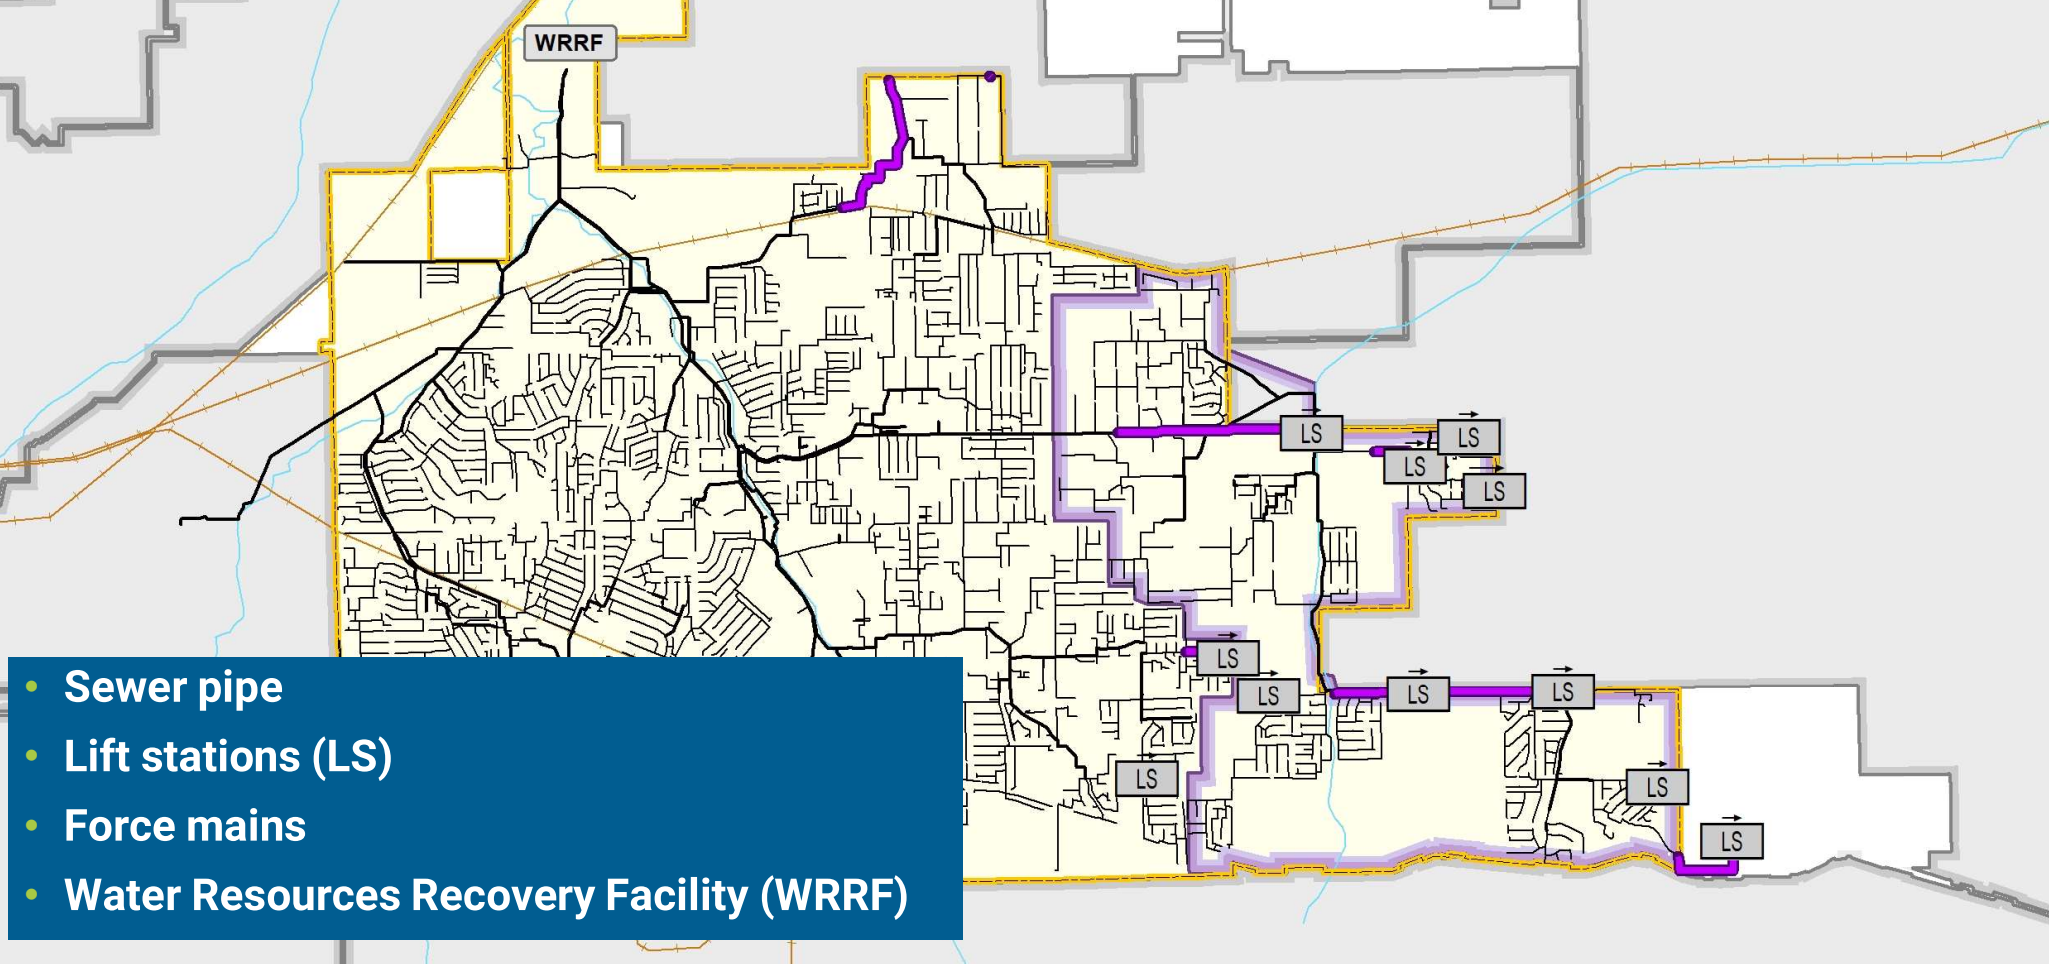 WRRF
LS
LS
LS
LS
LS
LS
LS
LS
LS
LS
LS
• Sewer pipe
• Lift stations (LS)
• Force mains
• Water Resources Recovery Facility (WRRF)